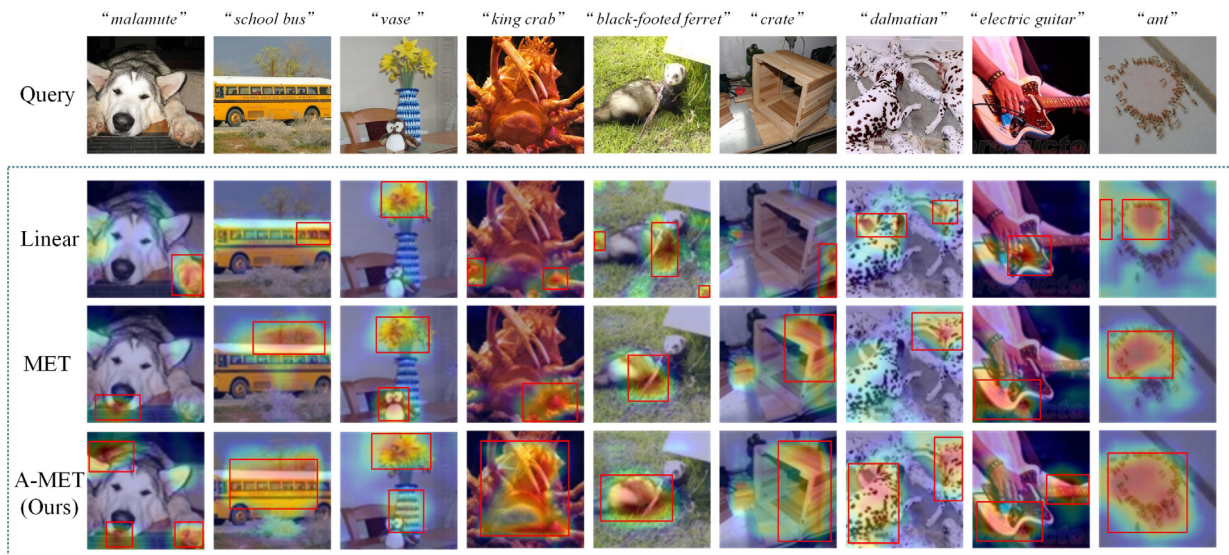 "malamute" "school bus" "vase" "king crab" "black-footed ferret" "crate" "dalmatian" "electric guitar" "ant"
Query
Linear
MET
A-MET
(Ours)